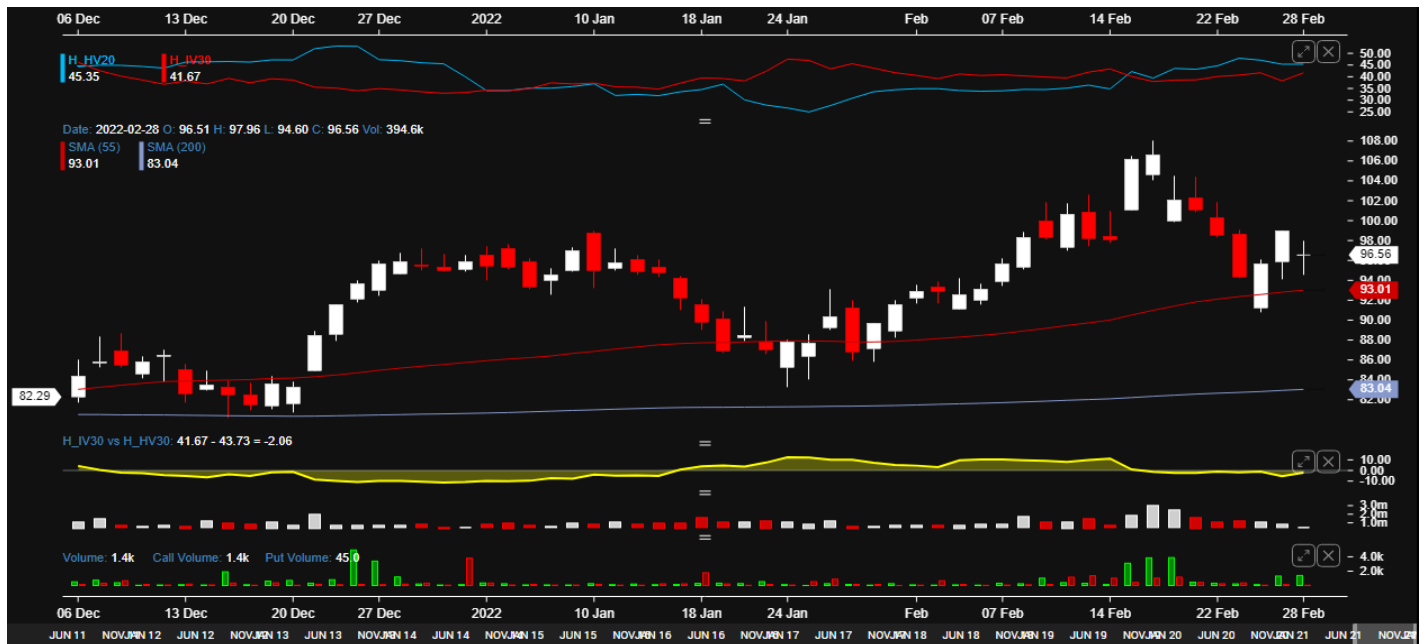 06 Dec 13 Dec 20 Dec 27 Dec 2022 10 Jan 18 Jan 24 Jan Feb 07 Feb 14 Feb 22 Feb 28 Feb
H_HV20 H_IV30
45.35 41.67
50.00
45.00
40.00
35.00
30.00
25.00
Date: 2022-02-28 O: 96.51 H: 97.96 L: 94.60 C: 96.56 Vol: 394.6k
SMA (55) SMA (200)
93.01 83.04
108.00
106.00
104.00
102.00
100.00
98.00
96.56
94.00
93.01
92.00
90.00
88.00
86.00
84.00
83.04
82.29
82.00
H_IV30 vs H_HV30: 41.67 - 43.73 = -2.06
10.00
0.00
-10.00
3.0m
2.0m
1.0m
Volume: 1.4k Call Volume: 1.4k Put Volume: 45.0
4.0k
2.0k
06 Dec 13 Dec 20 Dec 27 Dec 2022 10 Jan 18 Jan 24 Jan Feb 07 Feb 14 Feb 22 Feb 28 Feb
JUN 11 JUN 12 JUN 13 JUN 15 JUN 16 JUN 17 JUN 18 JUN 19 JUN 20 JUN 21